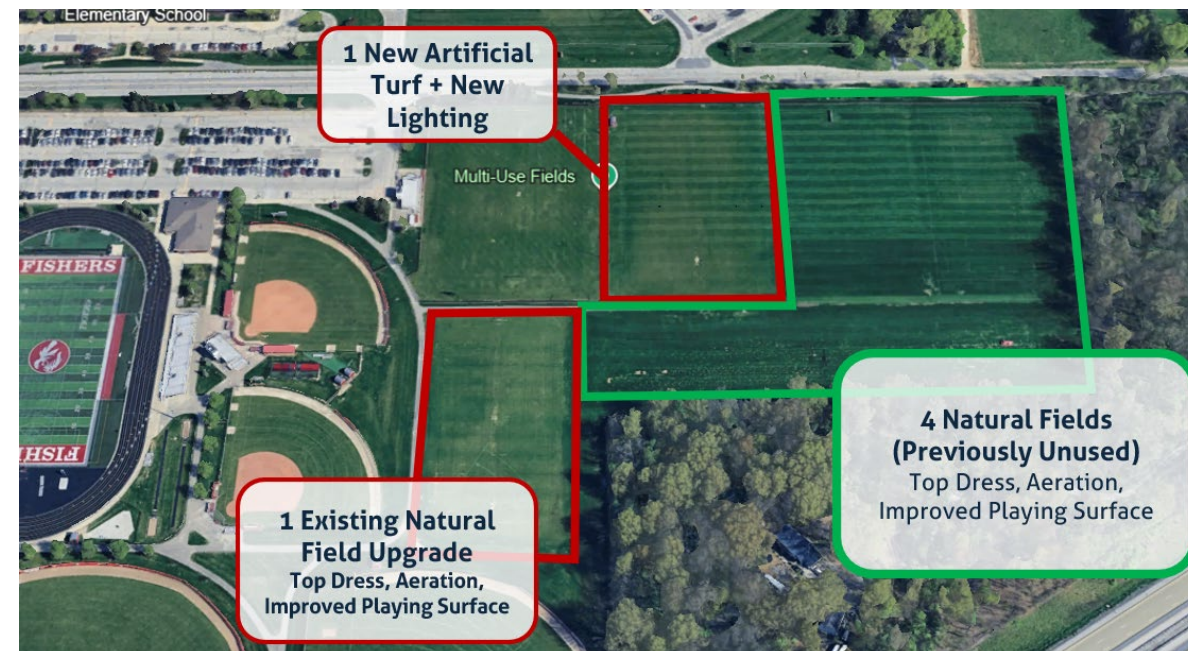 Elementary School
1 New Artificial
Turf + New
Lighting
Multi-Use Fields
FISHERS
FISHERS
4 Natural Fields
(Previously Unused)
Top Dress, Aeration,
Improved Playing Surface
1 Existing Natural
Field Upgrade
Top Dress, Aeration,
Improved Playing Surface